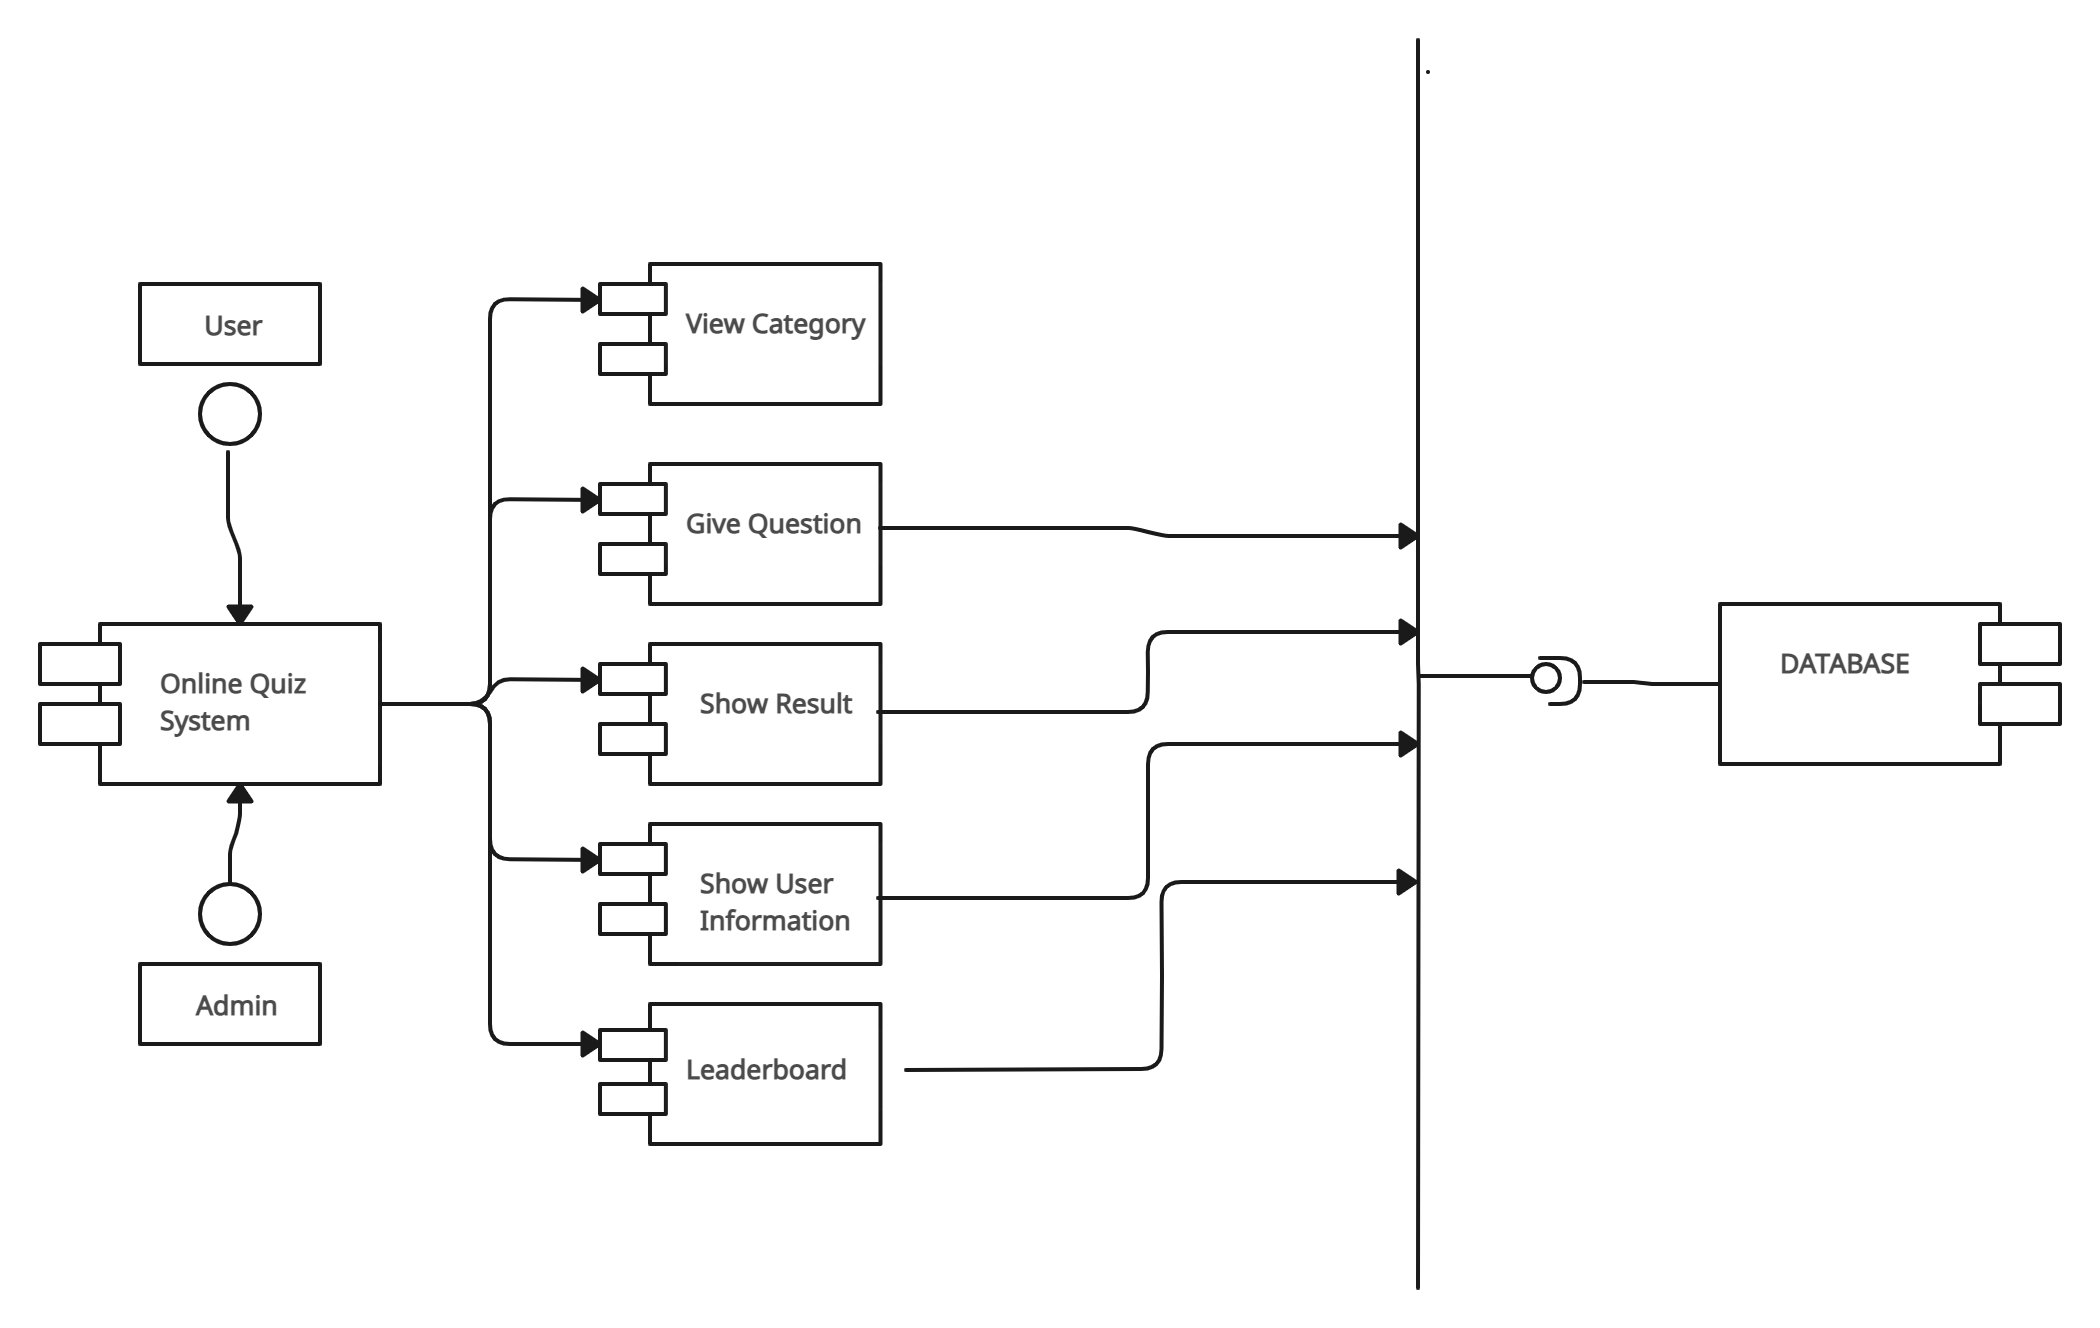 User
Online Quiz
System
Admin
View Category
Give Question
Show Result
Show User
Information
Leaderboard
DATABASE